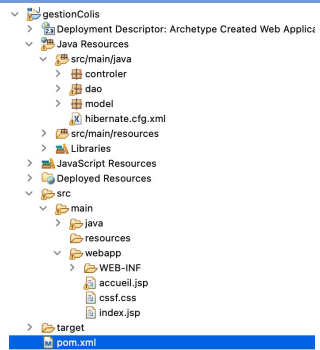 gestionColis
Deployment Descriptor: Archetype Created Web Applica
Java Resources
src/main/java
controler
dao
model
hibernate.cfg.xml
src/main/resources
Libraries
JavaScript Resources
Deployed Resources
src
main
java
resources
webapp
WEB-INF
accueil.jsp
cssf.css
index.jsp
target
pom.xml